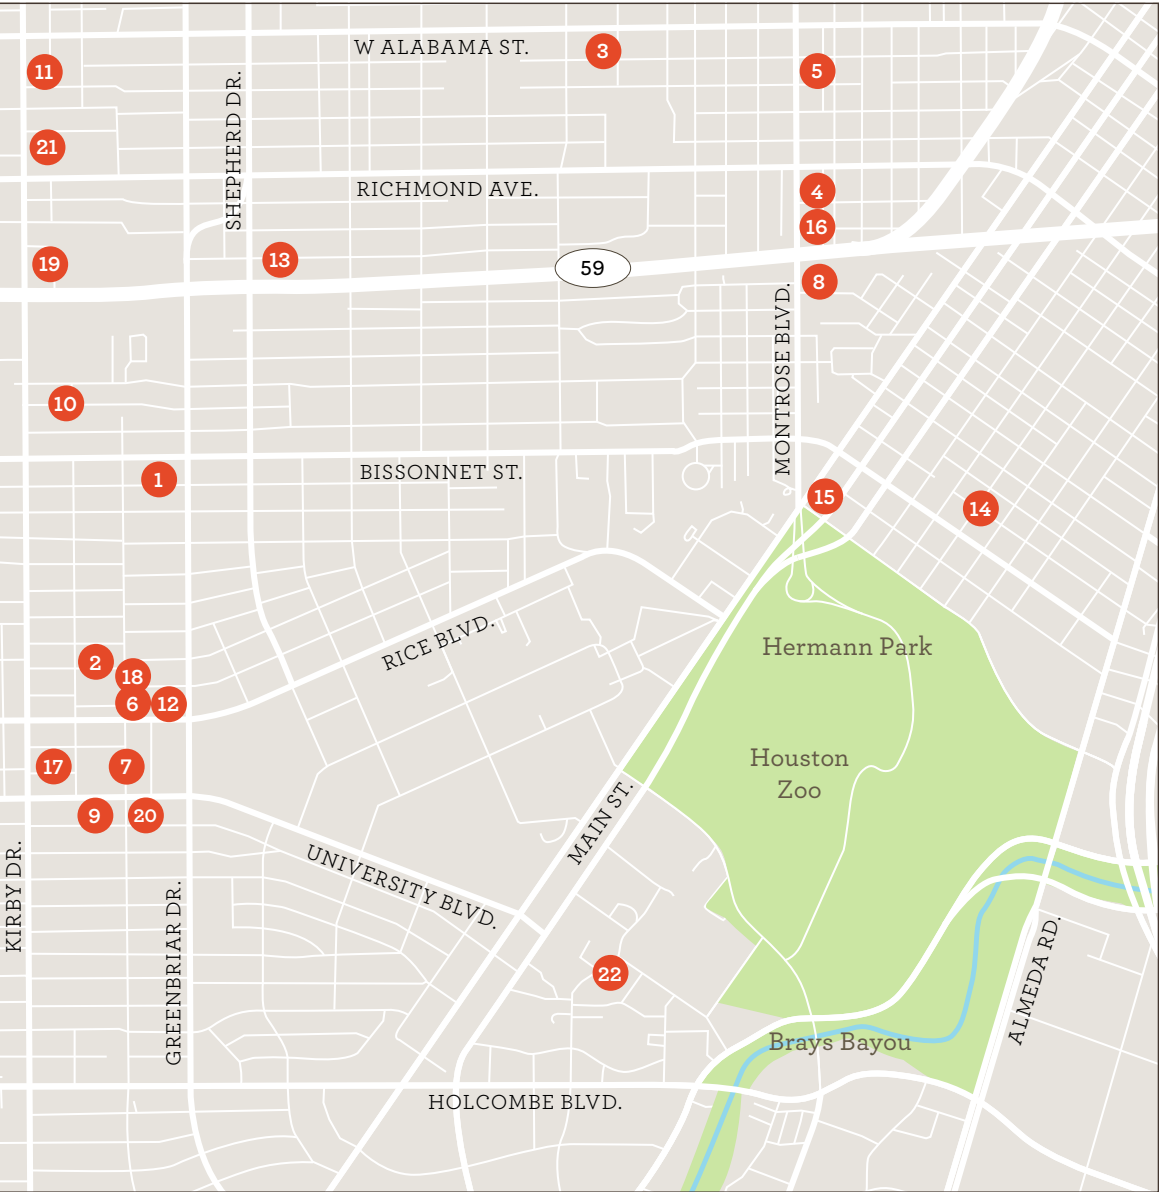 W ALABAMA ST.
3
11
5
SHEPHERD DR.
21
RICHMOND AVE.
4
16
19
13
59
8
MONTROSE BLVD.
10
BISSONNET ST.
1
15
14
RICE BLVD.
Hermann Park
2
18
6
12
17
7
Houston
Zoo
MAIN ST.
9
20
UNIVERSITY BLVD.
KIRBY DR.
GREENBRIAR DR.
22
ALMEDA RD.
Brays Bayou
HOLCOMBE BLVD.